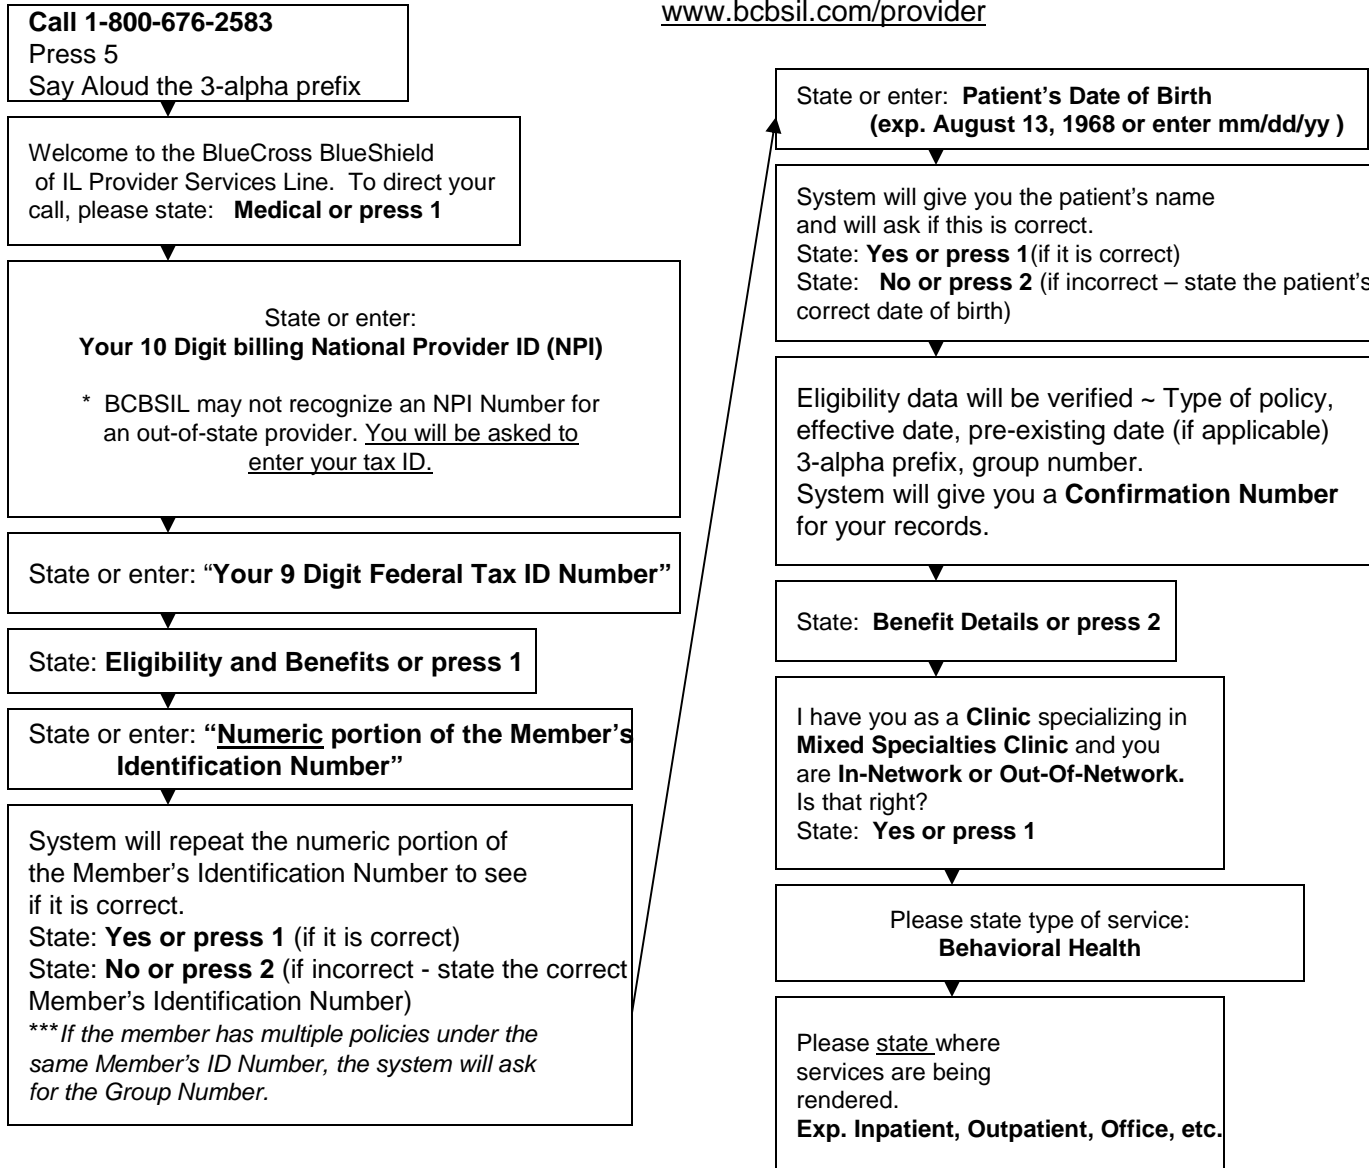 www.bcbsil.com/provider
Call 1-800-676-2583
Press 5
Say Aloud the 3-alpha prefix
Welcome to the BlueCross BlueShield
of IL Provider Services Line. To direct your
call, please state: Medical or press 1
State or enter:
Your 10 Digit billing National Provider ID (NPI)
* BCBSIL may not recognize an NPI Number for
an out-of-state provider. You will be asked to
enter your tax ID.
State or enter: “Your 9 Digit Federal Tax ID Number”
State: Eligibility and Benefits or press 1
State or enter: “Numeric portion of the Member’s
Identification Number”
System will repeat the numeric portion of
the Member’s Identification Number to see
if it is correct.
State: Yes or press 1 (if it is correct)
State: No or press 2 (if incorrect - state the correct
Member’s Identification Number)
***If the member has multiple policies under the
same Member’s ID Number, the system will ask
for the Group Number.
State or enter: Patient’s Date of Birth
(exp. August 13, 1968 or enter mm/dd/yy )
System will give you the patient’s name
and will ask if this is correct.
State: Yes or press 1(if it is correct)
State: No or press 2 (if incorrect – state the patient’s
correct date of birth)
Eligibility data will be verified ~ Type of policy,
effective date, pre-existing date (if applicable)
3-alpha prefix, group number.
System will give you a Confirmation Number
for your records.
State: Benefit Details or press 2
I have you as a Clinic specializing in
Mixed Specialties Clinic and you
are In-Network or Out-Of-Network.
Is that right?
State: Yes or press 1
Please state type of service:
Behavioral Health
Please state where
services are being
rendered.
Exp. Inpatient, Outpatient, Office, etc.